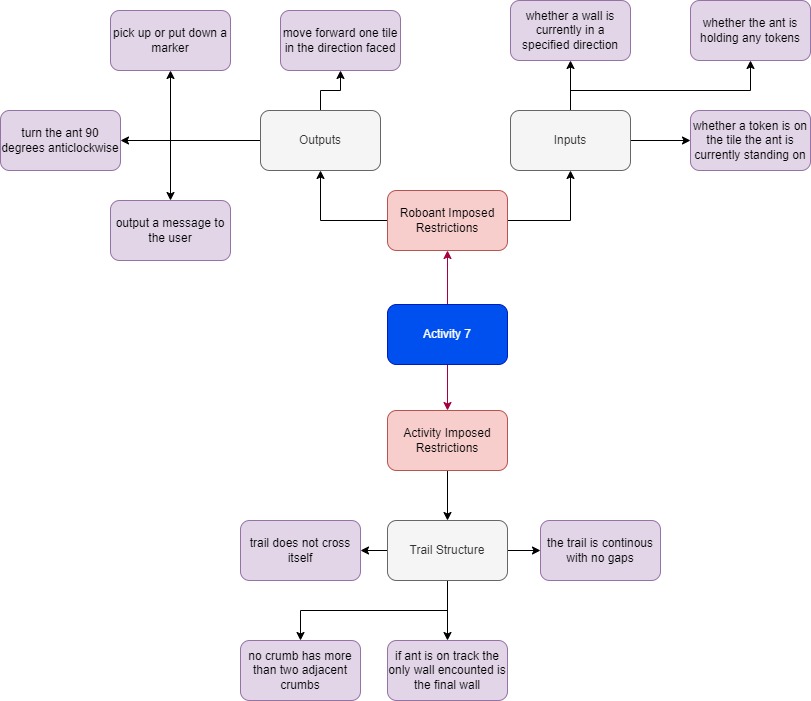 pick up or put down a
marker
move forward one tile
in the direction faced
whether a wall is
currently in a
specified direction
whether the ant is
holding any tokens
turn the ant 90
degrees anticlockwise
Outputs
Inputs
whether a token is on
the tile the ant is
currently standing on
output a message to
the user
Roboant Imposed
Restrictions
Activity 7
Activity Imposed
Restrictions
trail does not cross
itself
Trail Structure
the trail is continous
with no gaps
no crumb has more
than two adjacent
crumbs
if ant is on track the
only wall encounted is
the final wall